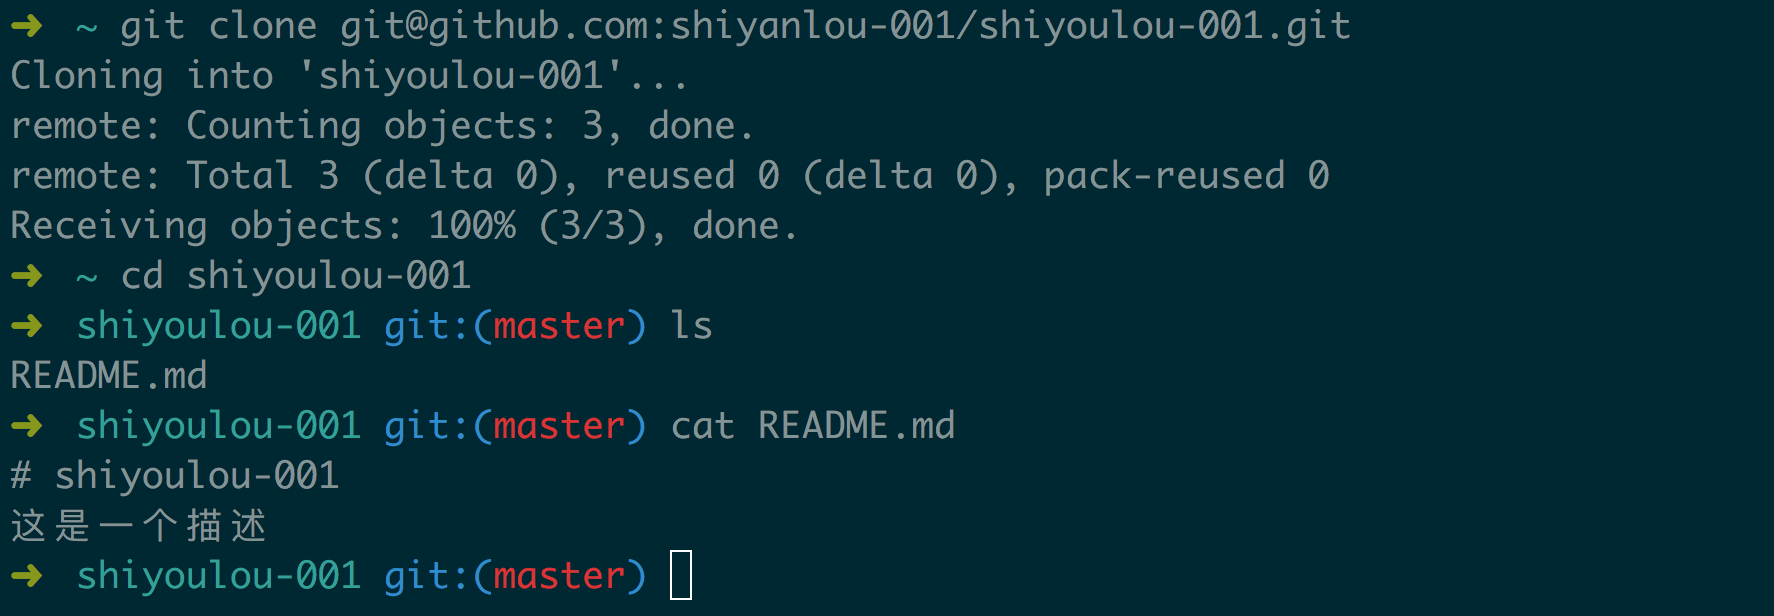 ➜  ~ git clone git@github.com:shiyanlou-001/shiyoulou-001.git
Cloning into 'shiyoulou-001'...
remote: Counting objects: 3, done.
remote: Total 3 (delta 0), reused 0 (delta 0), pack-reused 0
Receiving objects: 100% (3/3), done.
➜  ~ cd shiyoulou-001
➜  shiyoulou-001 git:(master) ls
README.md
➜  shiyoulou-001 git:(master) cat README.md
# shiyoulou-001
这是一个描述
➜  shiyoulou-001 git:(master)